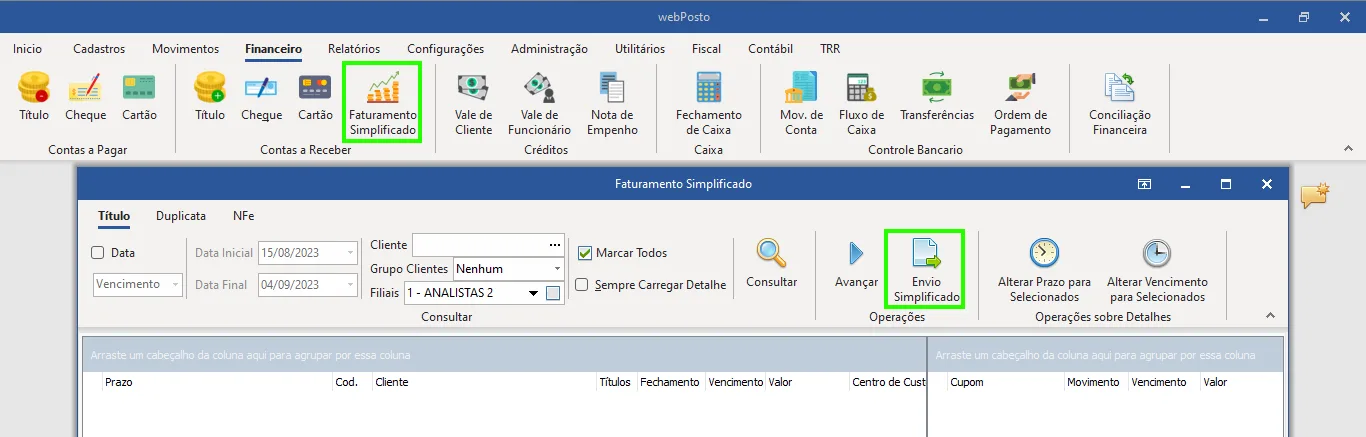 webPosto
Inicio Cadastros Movimentos Financeiro Relatórios Configurações Administração Utilitários Fiscal Contábil TRR
Título Cheque Cartão
Contas a Pagar
Título Cheque Cartão Faturamento Simplificado
Contas a Receber
Vale de Cliente Vale de Funcionário Nota de Empenho
Créditos
Fechamento de Caixa
Caixa
Mov. de Conta Fluxo de Caixa Transferências Ordem de Pagamento
Controle Bancario
Conciliação Financeira
Faturamento Simplificado
Título Duplicata NFe
Data
Vencimento
Data Inicial 15/08/2023
Data Final 04/09/2023
Cliente ...
Grupo Clientes Nenhum
Filiais 1 - ANALISTAS 2
Marcar Todos
Sempre Carregar Detalhe
Consultar
Consultar
Avançar Envio Simplificado
Operações
Alterar Prazo para Selecionados Alterar Vencimento para Selecionados
Operações sobre Detalhes
Arraste um cabeçalho da coluna aqui para agrupar por essa coluna
Prazo Cod. Cliente Títulos Fechamento Vencimento Valor Centro de Cust
Arraste um cabeçalho da coluna aqui para agrupar por essa coluna
Cupom Movimento Vencimento Valor